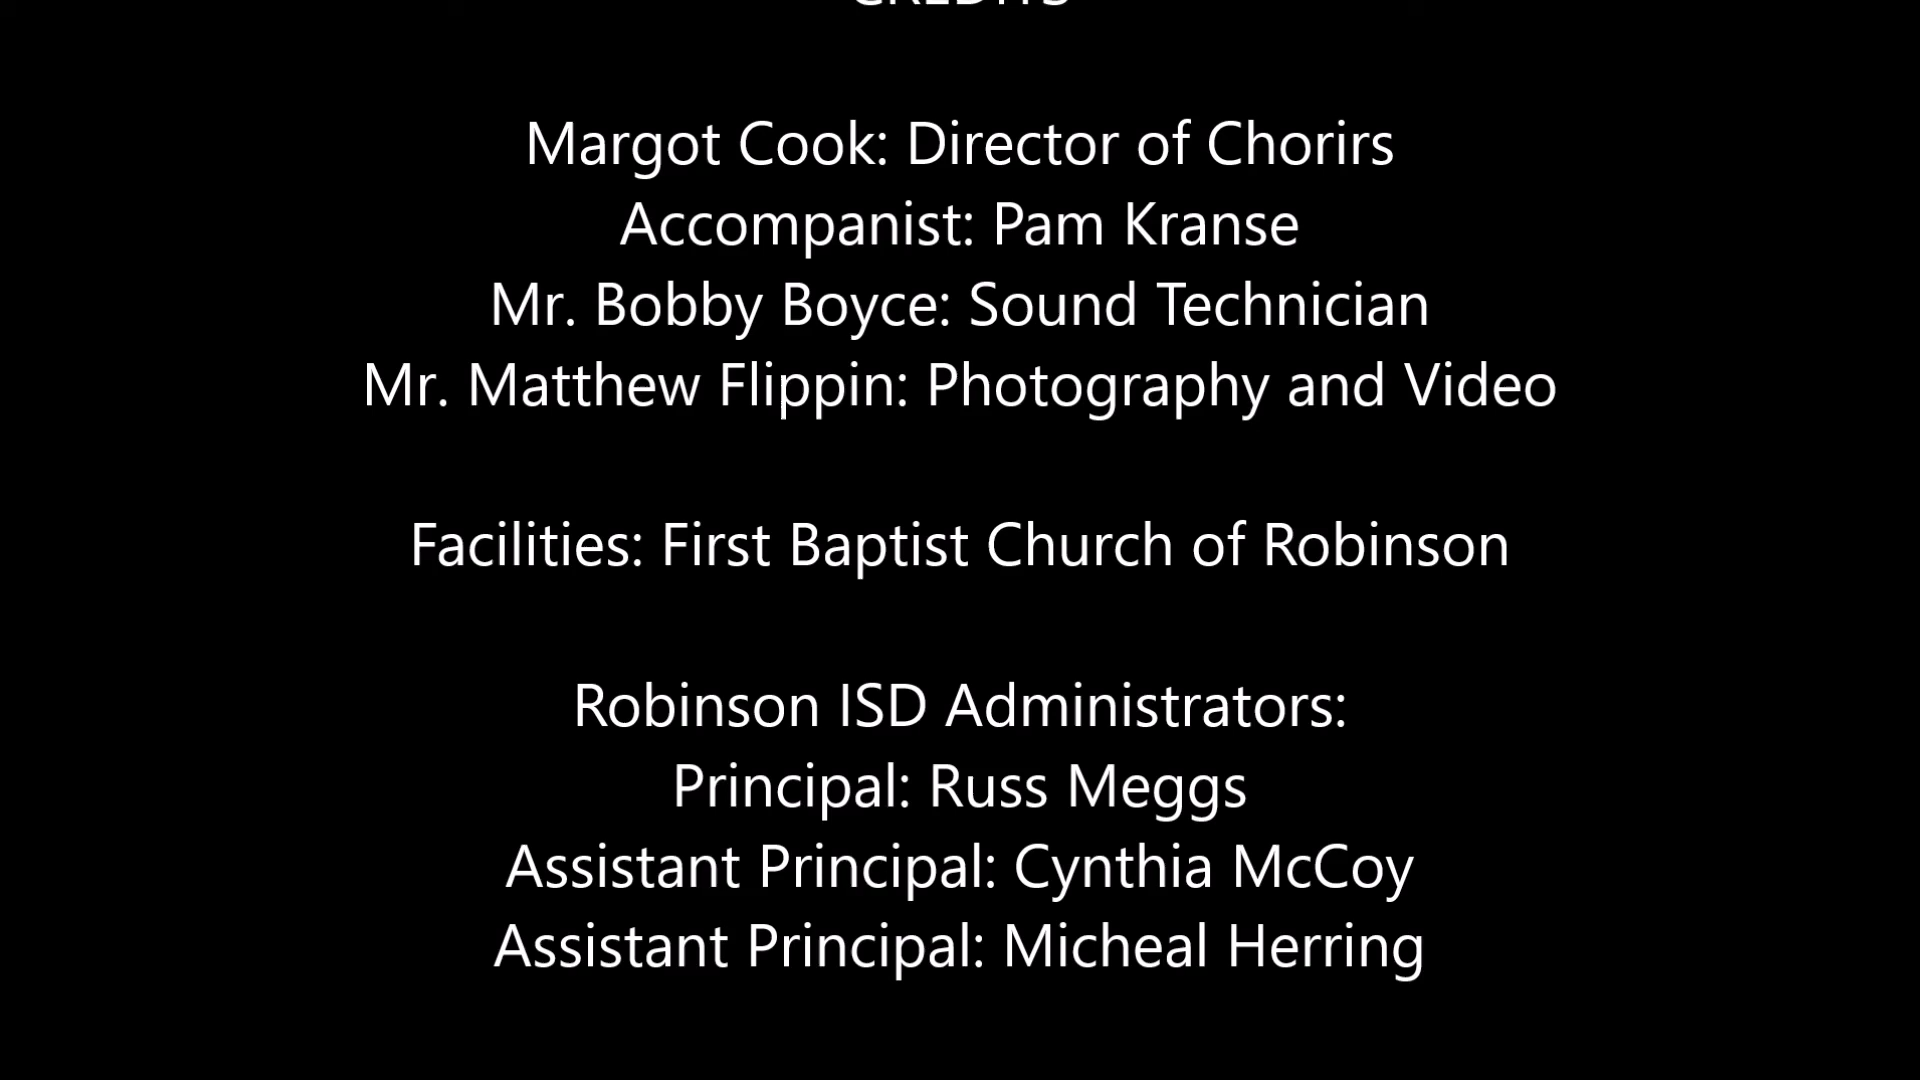 CREDITS
Margot Cook: Director of Chorirs
Accompanist: Pam Kranse
Mr. Bobby Boyce: Sound Technician
Mr. Matthew Flippin: Photography and Video
Facilities: First Baptist Church of Robinson
Robinson ISD Administrators:
Principal: Russ Meggs
Assistant Principal: Cynthia McCoy
Assistant Principal: Micheal Herring